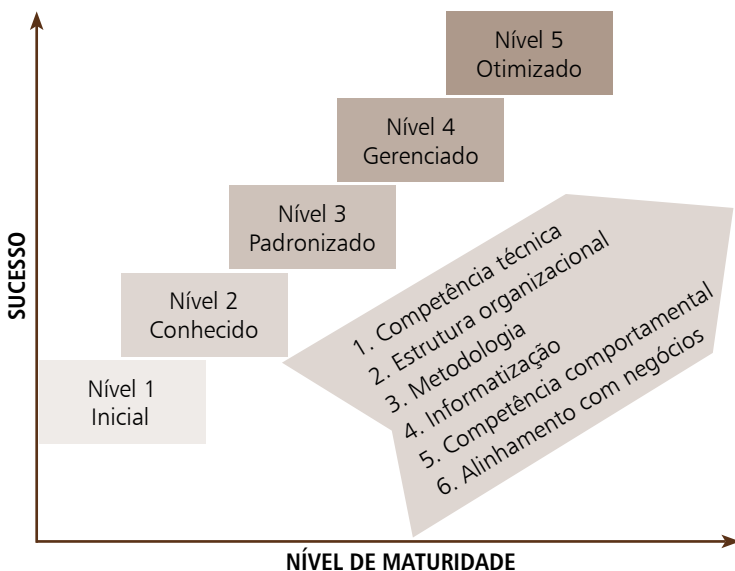 Nível 5
Otimizado
Nível 4
Gerenciado
Nível 3
Padronizado
Nível 2
Conhecido
Nível 1
Inicial
SUCESSO
1. Competência técnica
2. Estrutura organizacional
3. Metodologia
4. Informatização
5. Competência comportamental
6. Alinhamento com negócios
NÍVEL DE MATURIDADE